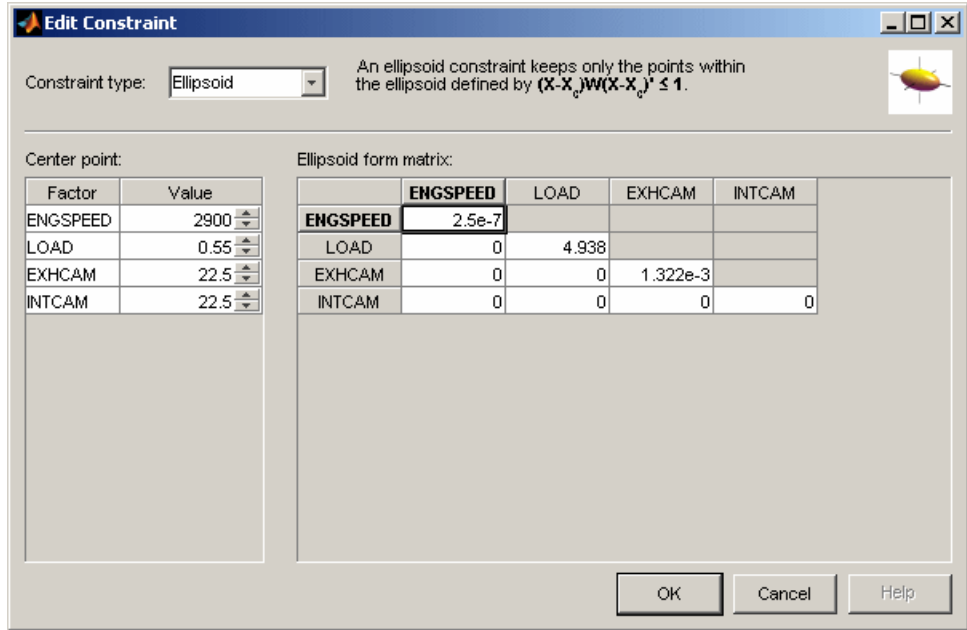 Edit Constraint
Constraint type: Ellipsoid
An ellipsoid constraint keeps only the points within
the ellipsoid defined by (X-Xc)W(X-Xc)' ≤ 1.
Center point:
Factor Value
ENGSPEED 2900
LOAD 0.55
EXHCAM 22.5
INTCAM 22.5
Ellipsoid form matrix:
ENGSPEED LOAD EXHCAM INTCAM
ENGSPEED 2.5e-7
LOAD 0 4.938
EXHCAM 0 0 1.322e-3
INTCAM 0 0 0 0
OK Cancel Help